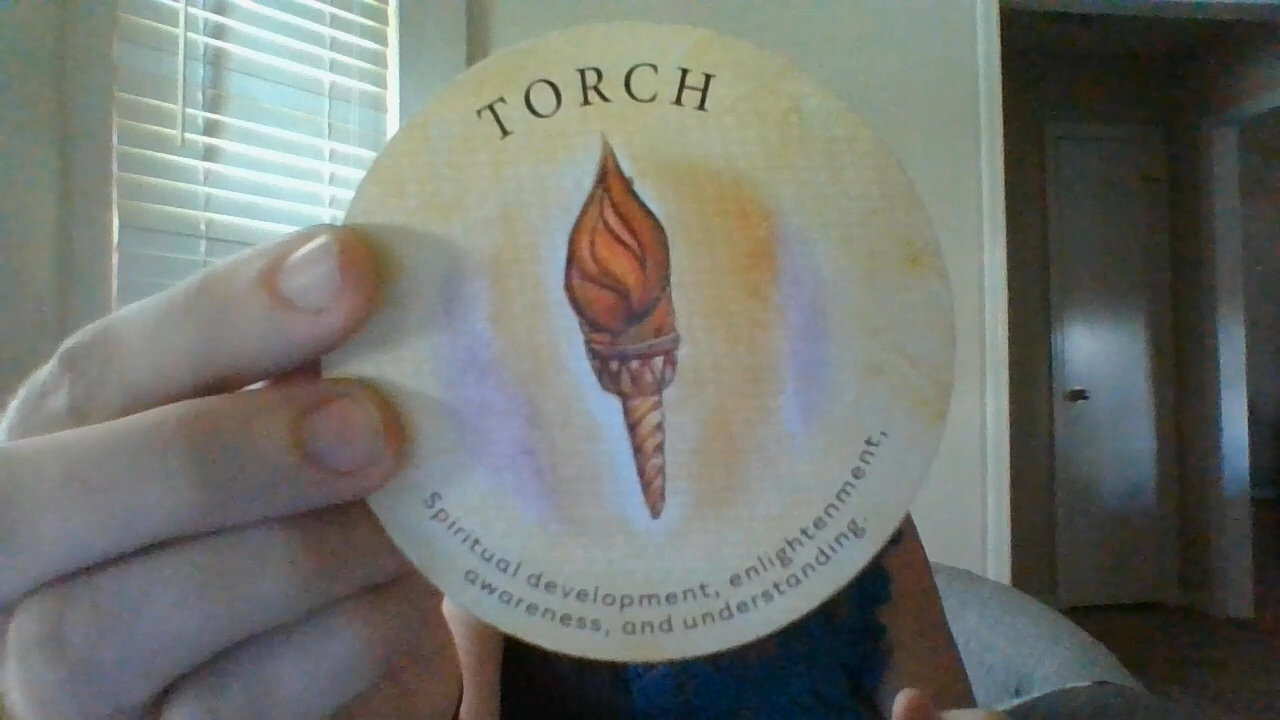 TORCH
Spiritual development, enlightenment,
awareness, and understanding.